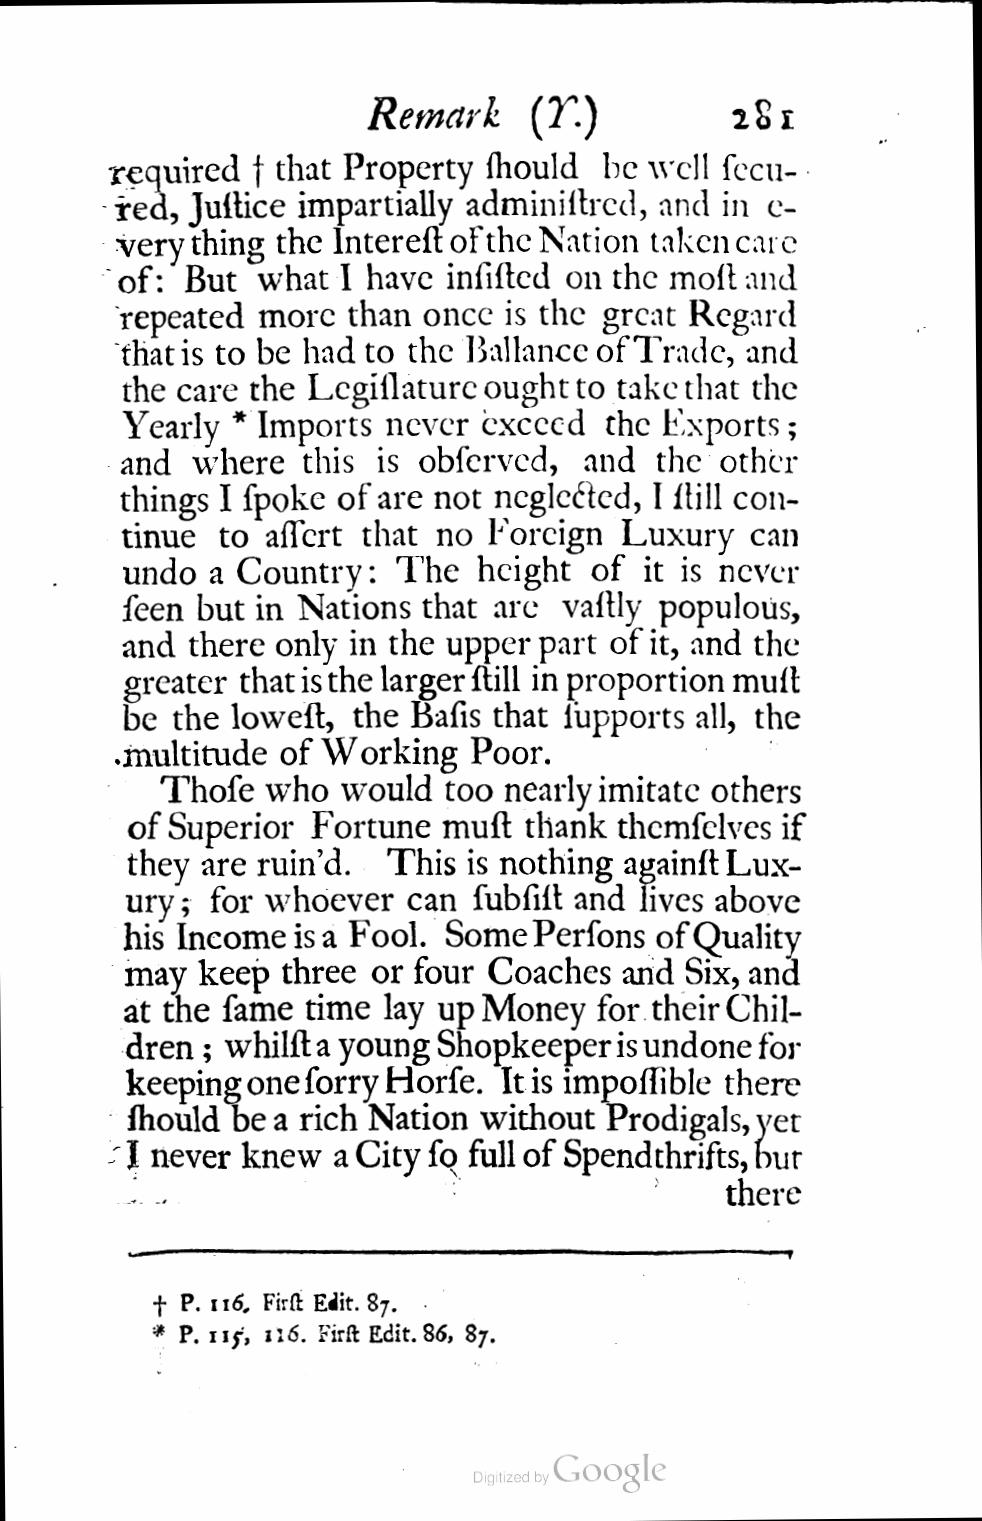 Remark (Y.) 281
required † that Property ſhould be well ſecu-
red, Juſtice impartially adminiſtred, and in e-
very thing the Intereſt of the Nation taken care
of: But what I have inſiſted on the moſt and
repeated more than once is the great Regard
that is to be had to the Ballance of Trade, and
the care the Legiſlature ought to take that the
Yearly * Imports never exceed the Exports;
and where this is obſerved, and the other
things I ſpoke of are not neglected, I ſtill con-
tinue to aſſert that no Foreign Luxury can
undo a Country: The height of it is never
ſeen but in Nations that are vaſtly populous,
and there only in the upper part of it, and the
greater that is the larger ſtill in proportion muſt
be the loweſt, the Baſis that ſupports all, the
multitude of Working Poor.
Thoſe who would too nearly imitate others
of Superior Fortune muſt thank themſelves if
they are ruin'd. This is nothing againſt Lux-
ury; for whoever can ſubſiſt and lives above
his Income is a Fool. Some Perſons of Quality
may keep three or four Coaches and Six, and
at the ſame time lay up Money for their Chil-
dren; whilſt a young Shopkeeper is undone for
keeping one ſorry Horſe. It is impoſſible there
ſhould be a rich Nation without Prodigals, yet
I never knew a City ſo full of Spendthrifts, but
there
† P. 116. Firſt Edit. 87.
* P. 115, 116. Firſt Edit. 86, 87.
Digitized by Google